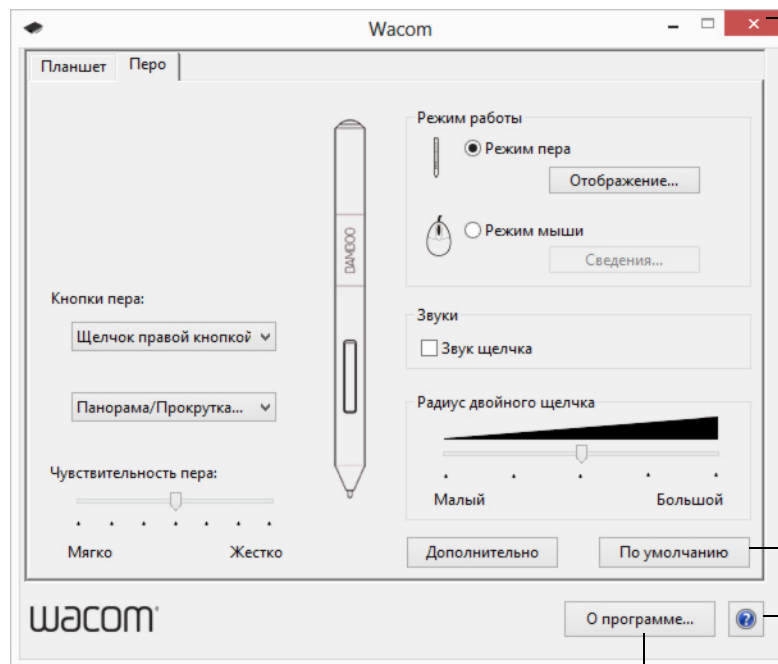 Wacom
Планшет
Перо
Режим работы
Режим пера
Отображение...
Режим мыши
Сведения...
BAMBOO
Кнопки пера:
Щелчок правой кнопкой
Панорама/Прокрутка...
Звуки
Звук щелчка
Радиус двойного щелчка
Малый
Большой
Чувствительность пера:
Мягко
Жестко
Дополнительно
По умолчанию
wacom
О программе...
?